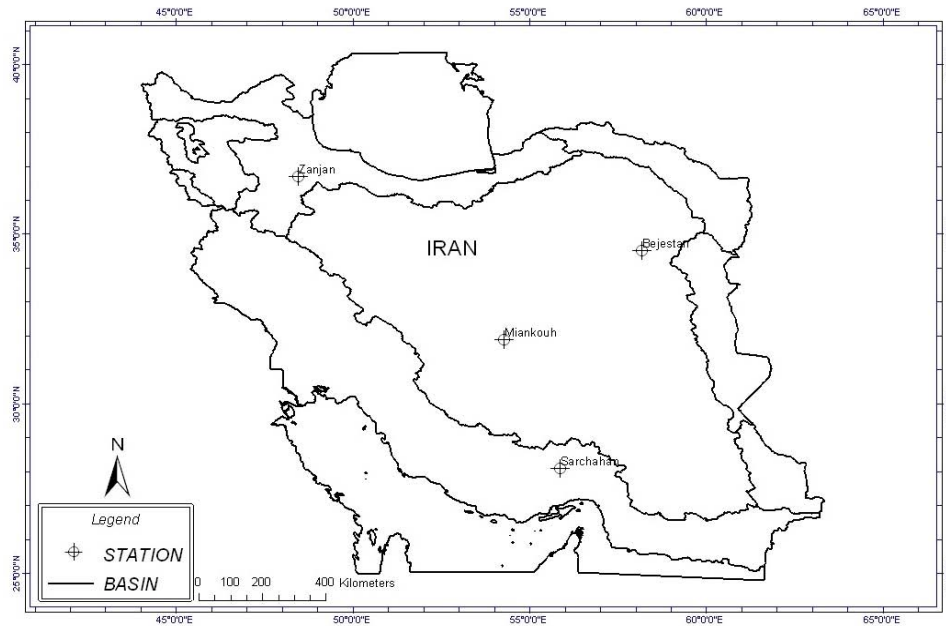 45°0'0"E 50°0'0"E 55°0'0"E 60°0'0"E 65°0'0"E
40°0'0"N
Zanjan
35°0'0"N
IRAN
Bejestan
Miankouh
30°0'0"N
Sarchahan
N
Legend
STATION
BASIN
25°0'0"N
0 100 200 400 Kilometers
45°0'0"E 50°0'0"E 55°0'0"E 60°0'0"E 65°0'0"E